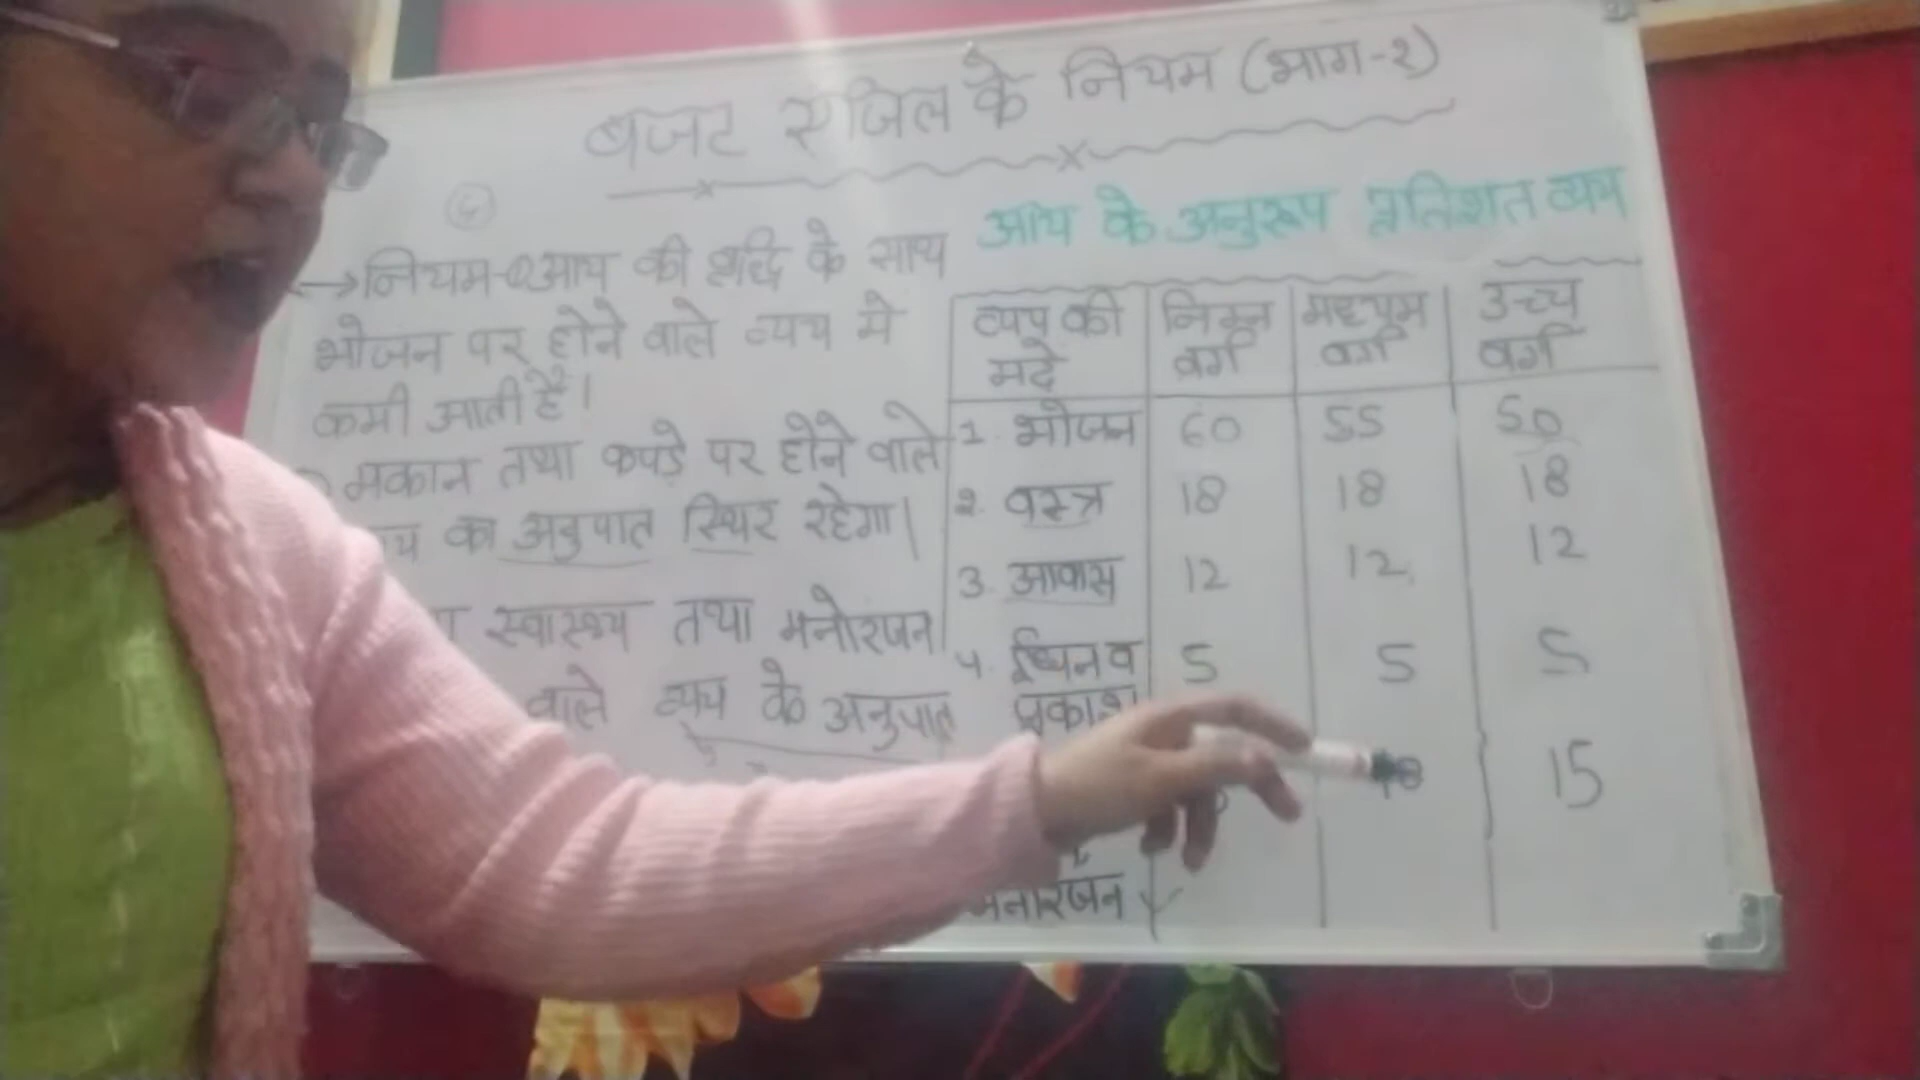 बजट एंजिल के नियम (भाग-२)
आय के अनुरूप प्रतिशत व्यय
→नियम-①आय की वृद्धि के साथ
भोजन पर होने वाले व्यय मे
कमी आती है।
मकान तथा कपडे पर होने वाले
का अनुपात स्थिर रहेगा।
स्वास्थ्य तथा मनोरंजन
वाले व्यय के अनुपात
व्यय की मदे निम्न वर्ग मध्यम वर्ग उच्च वर्ग
1. भोजन 60 55 50
2. वस्त्र 18 18 18
3. आवास 12 12 12
4. ईंधन व प्रकाश 5 5 5
मनोरंजन 15